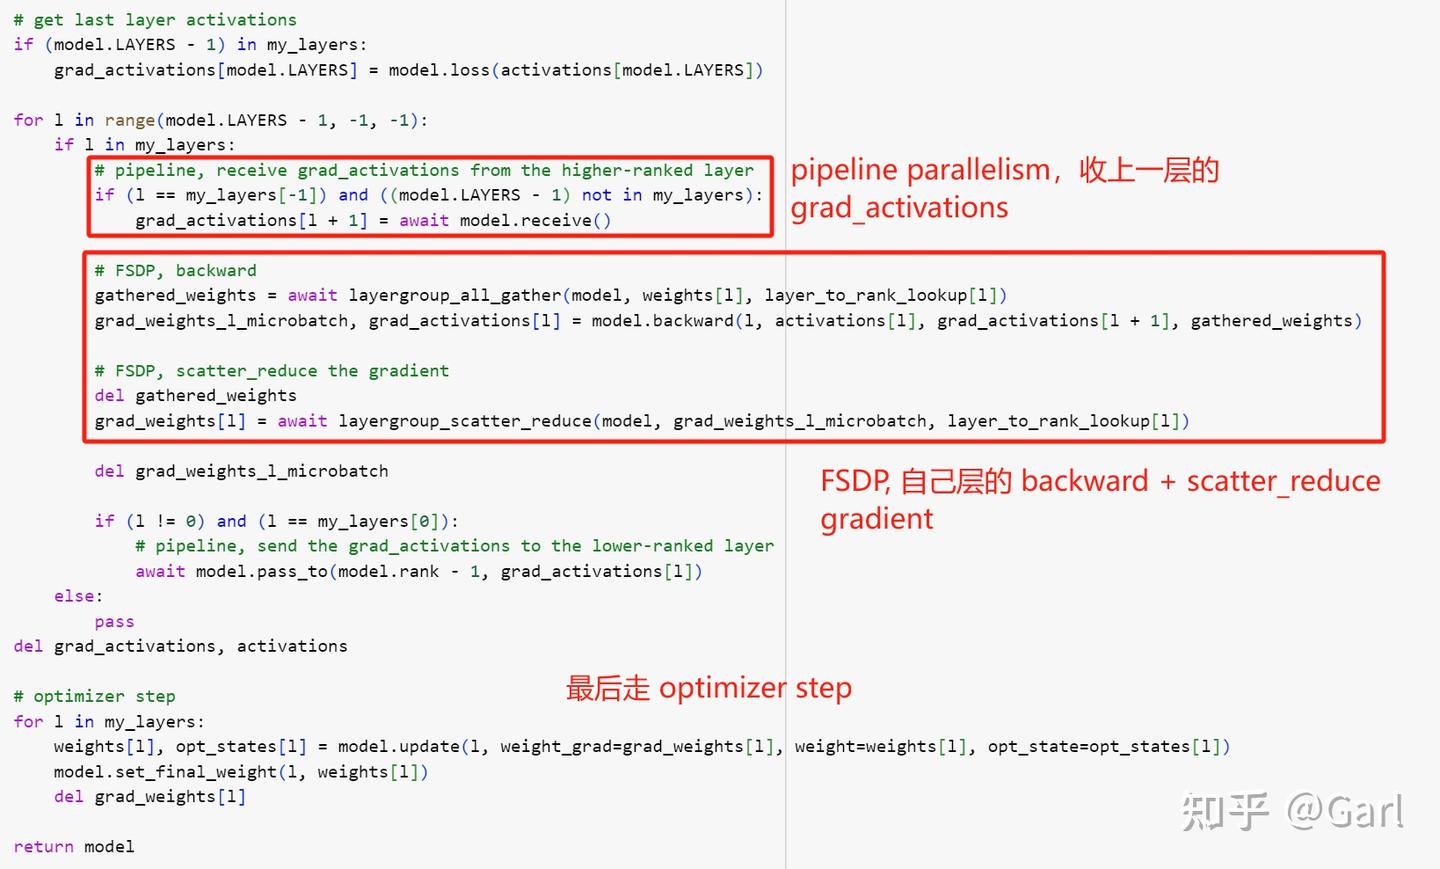 # get last layer activations
if (model.LAYERS - 1) in my_layers:
    grad_activations[model.LAYERS] = model.loss(activations[model.LAYERS])
for l in range(model.LAYERS - 1, -1, -1):
    if l in my_layers:
        # pipeline, receive grad_activations from the higher-ranked layer
        if (l == my_layers[-1]) and ((model.LAYERS - 1) not in my_layers):
            grad_activations[l + 1] = await model.receive()
pipeline parallelism，收上一层的
grad_activations
        # FSDP, backward
        gathered_weights = await layergroup_all_gather(model, weights[l], layer_to_rank_lookup[l])
        grad_weights_l_microbatch, grad_activations[l] = model.backward(l, activations[l], grad_activations[l + 1], gathered_weights)
        # FSDP, scatter_reduce the gradient
        del gathered_weights
        grad_weights[l] = await layergroup_scatter_reduce(model, grad_weights_l_microbatch, layer_to_rank_lookup[l])
FSDP, 自己层的 backward + scatter_reduce
gradient
        del grad_weights_l_microbatch
        if (l != 0) and (l == my_layers[0]):
            # pipeline, send the grad_activations to the lower-ranked layer
            await model.pass_to(model.rank - 1, grad_activations[l])
    else:
        pass
del grad_activations, activations
最后走 optimizer step
# optimizer step
for l in my_layers:
    weights[l], opt_states[l] = model.update(l, weight_grad=grad_weights[l], weight=weights[l], opt_state=opt_states[l])
    model.set_final_weight(l, weights[l])
    del grad_weights[l]
return model
知乎 @Garl